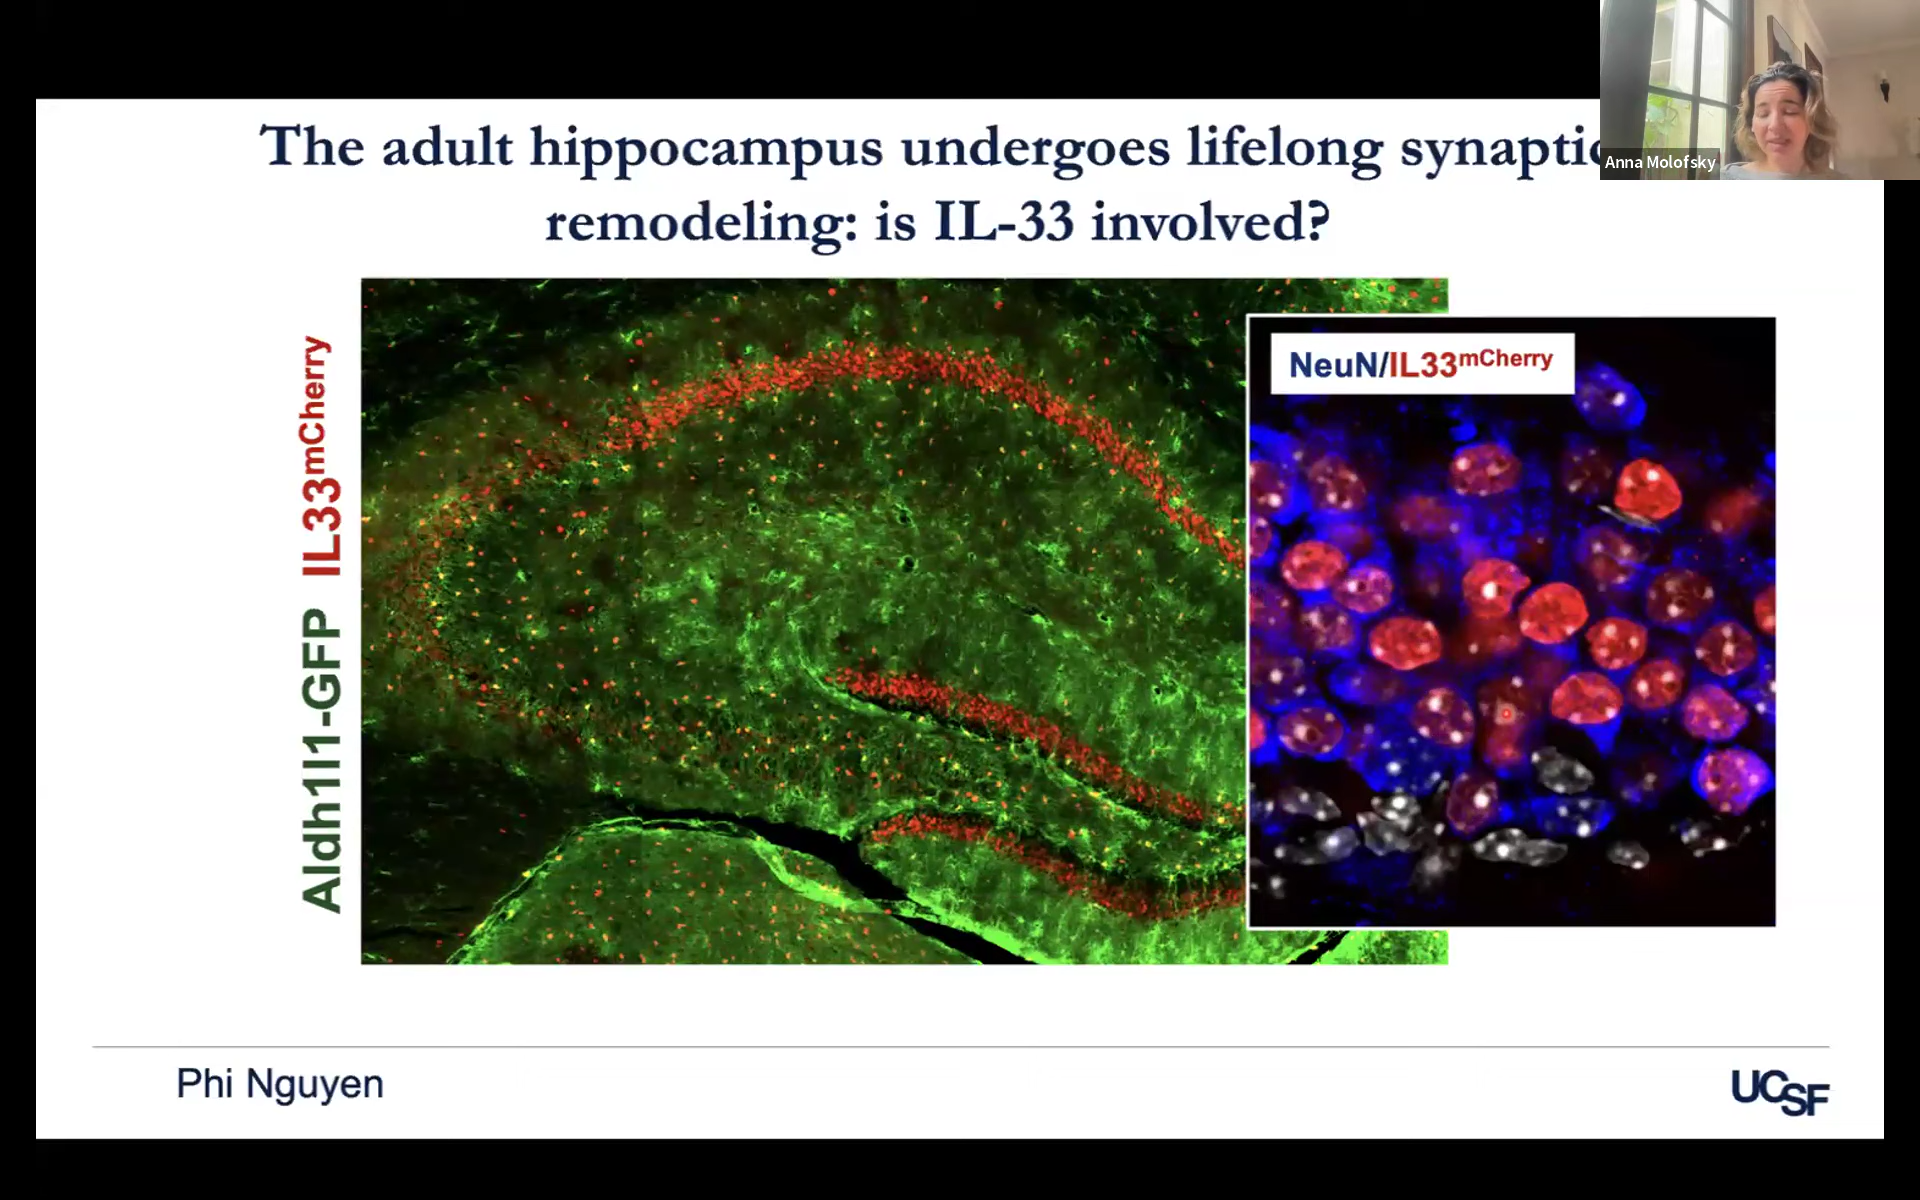 The adult hippocampus undergoes lifelong synaptic
remodeling: is IL-33 involved?
Anna Molofsky
Aldh1l1-GFP IL33mCherry
NeuN/IL33mCherry
Phi Nguyen
UCSF